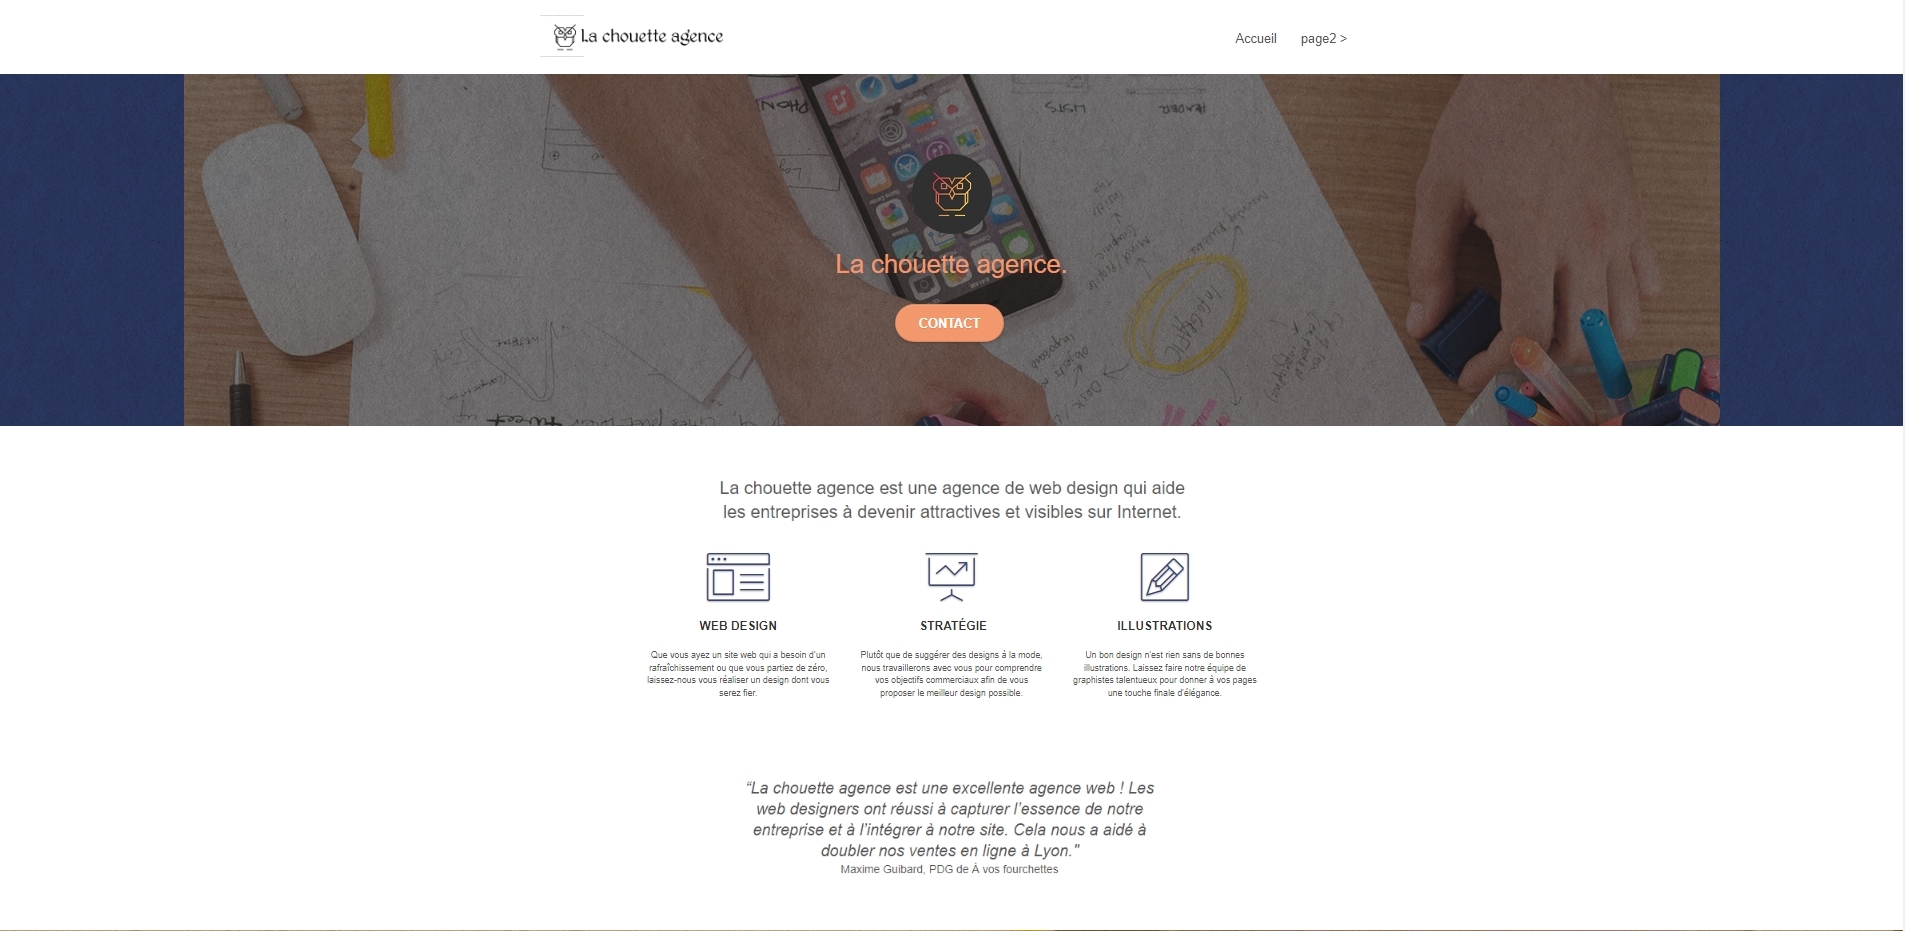 La chouette agence
Accueil page2 >
PHON
LISTS
HEADER
La chouette agence.
CONTACT
La chouette agence est une agence de web design qui aide
les entreprises à devenir attractives et visibles sur Internet.
WEB DESIGN
Que vous ayez un site web qui a besoin d'un
rafraîchissement ou que vous partiez de zéro,
laissez-nous vous réaliser un design dont vous
serez fier.
STRATÉGIE
Plutôt que de suggérer des designs à la mode,
nous travaillerons avec vous pour comprendre
vos objectifs commerciaux afin de vous
proposer le meilleur design possible.
ILLUSTRATIONS
Un bon design n'est rien sans de bonnes
illustrations. Laissez faire notre équipe de
graphistes talentueux pour donner à vos pages
une touche finale d'élégance.
“La chouette agence est une excellente agence web ! Les
web designers ont réussi à capturer l’essence de notre
entreprise et à l’intégrer à notre site. Cela nous a aidé à
doubler nos ventes en ligne à Lyon."
Maxime Guibard, PDG de À vos fourchettes